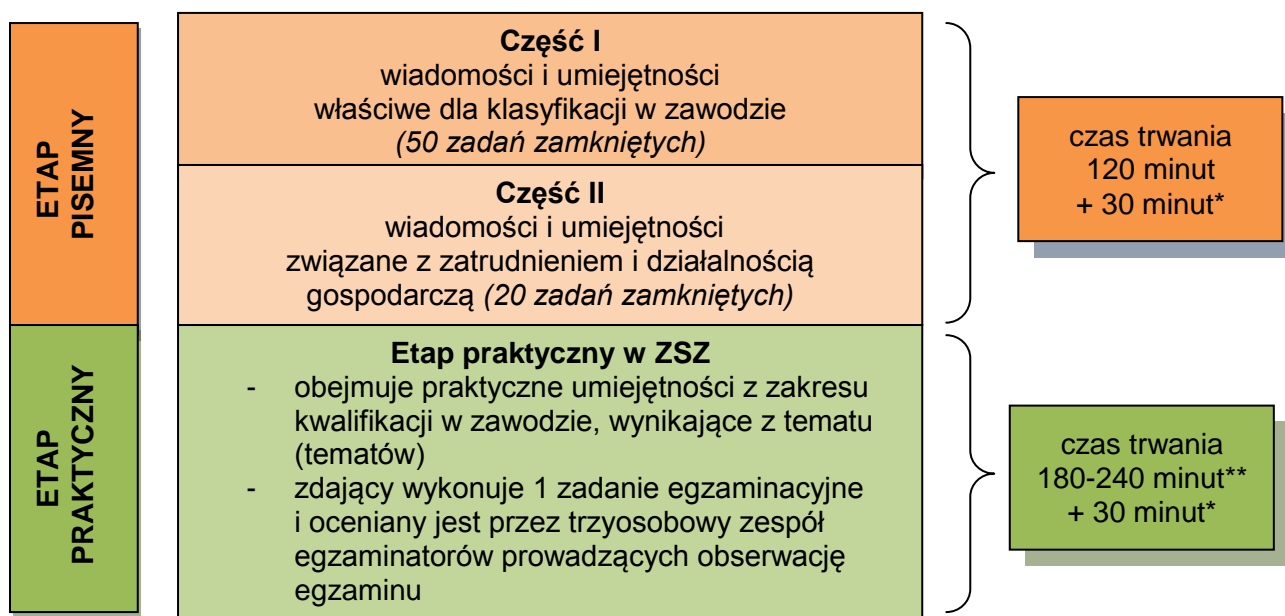 ETAP
PISEMNY
Część I
wiadomości i umiejętności
właściwe dla klasyfikacji w zawodzie
(50 zadań zamkniętych)
Część II
wiadomości i umiejętności
związane z zatrudnieniem i działalnością
gospodarczą (20 zadań zamkniętych)
czas trwania
120 minut
+ 30 minut*
ETAP
PRAKTYCZNY
Etap praktyczny w ZSZ
- obejmuje praktyczne umiejętności z zakresu
kwalifikacji w zawodzie, wynikające z tematu
(tematów)
- zdający wykonuje 1 zadanie egzaminacyjne
i oceniany jest przez trzyosobowy zespół
egzaminatorów prowadzących obserwację
egzaminu
czas trwania
180-240 minut**
+ 30 minut*